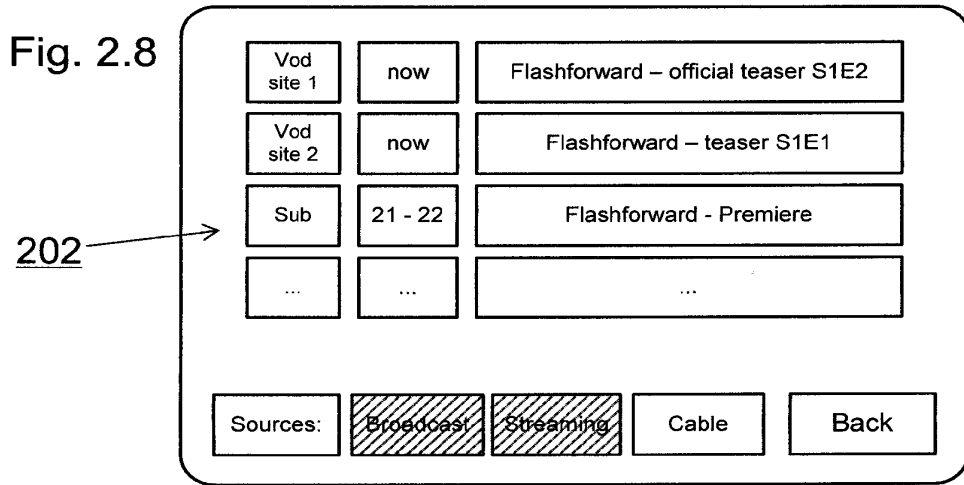 Fig. 2.8
Vod
site 1
now
Flashforward – official teaser S1E2
Vod
site 2
now
Flashforward – teaser S1E1
Sub
21 - 22
Flashforward - Premiere
202
...
...
...
Sources:
Broadcast
Streaming
Cable
Back